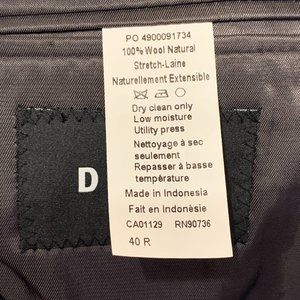 PO 4900091734
100% Wool Natural
Stretch-Laine
Naturellement Extensible
Dry clean only
Low moisture
Utility press
Nettoyage à sec
seulement
Repasser à basse
température
Made in Indonesia
Fait en Indonèsie
CA01129 RN90736
40 R
D